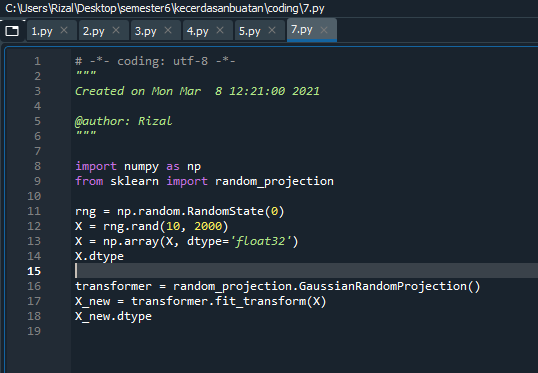 C:\Users\Rizal\Desktop\semester6\kecerdasanbuatan\coding\7.py
1.py × 2.py × 3.py × 4.py × 5.py × 7.py ×
1 # -*- coding: utf-8 -*-
2 """
3 Created on Mon Mar  8 12:21:00 2021
4
5 @author: Rizal
6 """
7
8 import numpy as np
9 from sklearn import random_projection
10
11 rng = np.random.RandomState(0)
12 X = rng.rand(10, 2000)
13 X = np.array(X, dtype='float32')
14 X.dtype
15
16 transformer = random_projection.GaussianRandomProjection()
17 X_new = transformer.fit_transform(X)
18 X_new.dtype
19